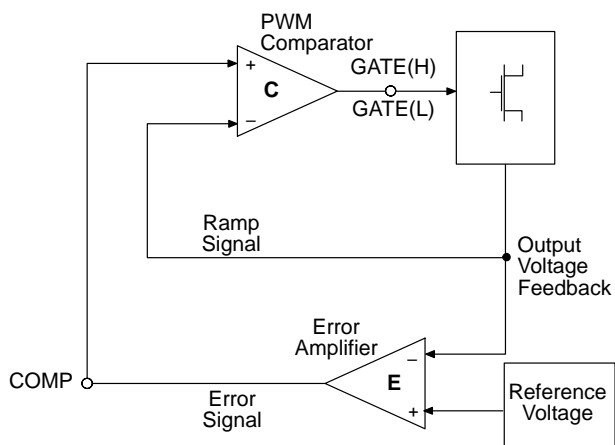 PWM
Comparator
+
C
–
GATE(H)
GATE(L)
Ramp
Signal
Output
Voltage
Feedback
Error
Amplifier
–
E
+
COMP
Error
Signal
Reference
Voltage